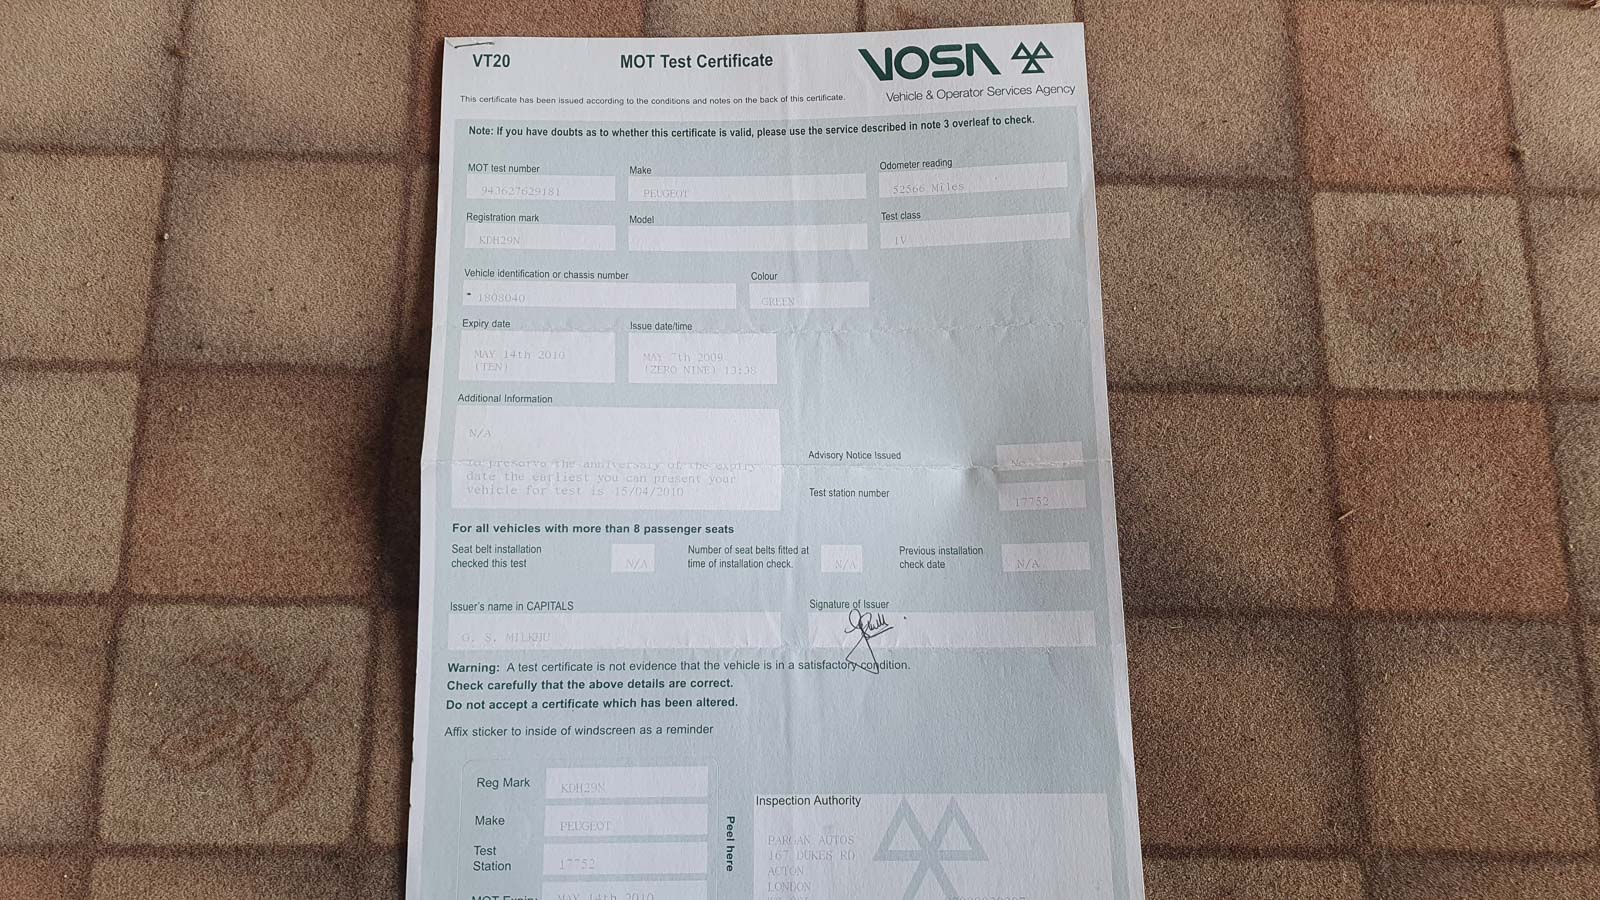 VT20
MOT Test Certificate
VOSA
Vehicle & Operator Services Agency
This certificate has been issued according to the conditions and notes on the back of this certificate.
Note: If you have doubts as to whether this certificate is valid, please use the service described in note 3 overleaf to check.
MOT test number
943627629181
Make
PEUGEOT
Odometer reading
52566 Miles
Registration mark
KDH29N
Model
Test class
IV
Vehicle identification or chassis number
1808040
Colour
GREEN
Expiry date
MAY 14th 2010
(TEN)
Issue date/time
MAY 7th 2009
(ZERO NINE) 13:38
Additional Information
N/A
To preserve the anniversary of the expiry
date the earliest you can present your
vehicle for test is 15/04/2010
Advisory Notice Issued
No
Test station number
17752
For all vehicles with more than 8 passenger seats
Seat belt installation
checked this test
N/A
Number of seat belts fitted at
time of installation check.
N/A
Previous installation
check date
N/A
Issuer's name in CAPITALS
G. S. MILKHU
Signature of Issuer
Warning: A test certificate is not evidence that the vehicle is in a satisfactory condition.
Check carefully that the above details are correct.
Do not accept a certificate which has been altered.
Affix sticker to inside of windscreen as a reminder
Reg Mark
KDH29N
Make
PEUGEOT
Test
Station
17752
MOT Expiry
MAY 14th 2010
Peel here
Inspection Authority
PARGAN AUTOS
167 DUKES RD
ACTON
LONDON